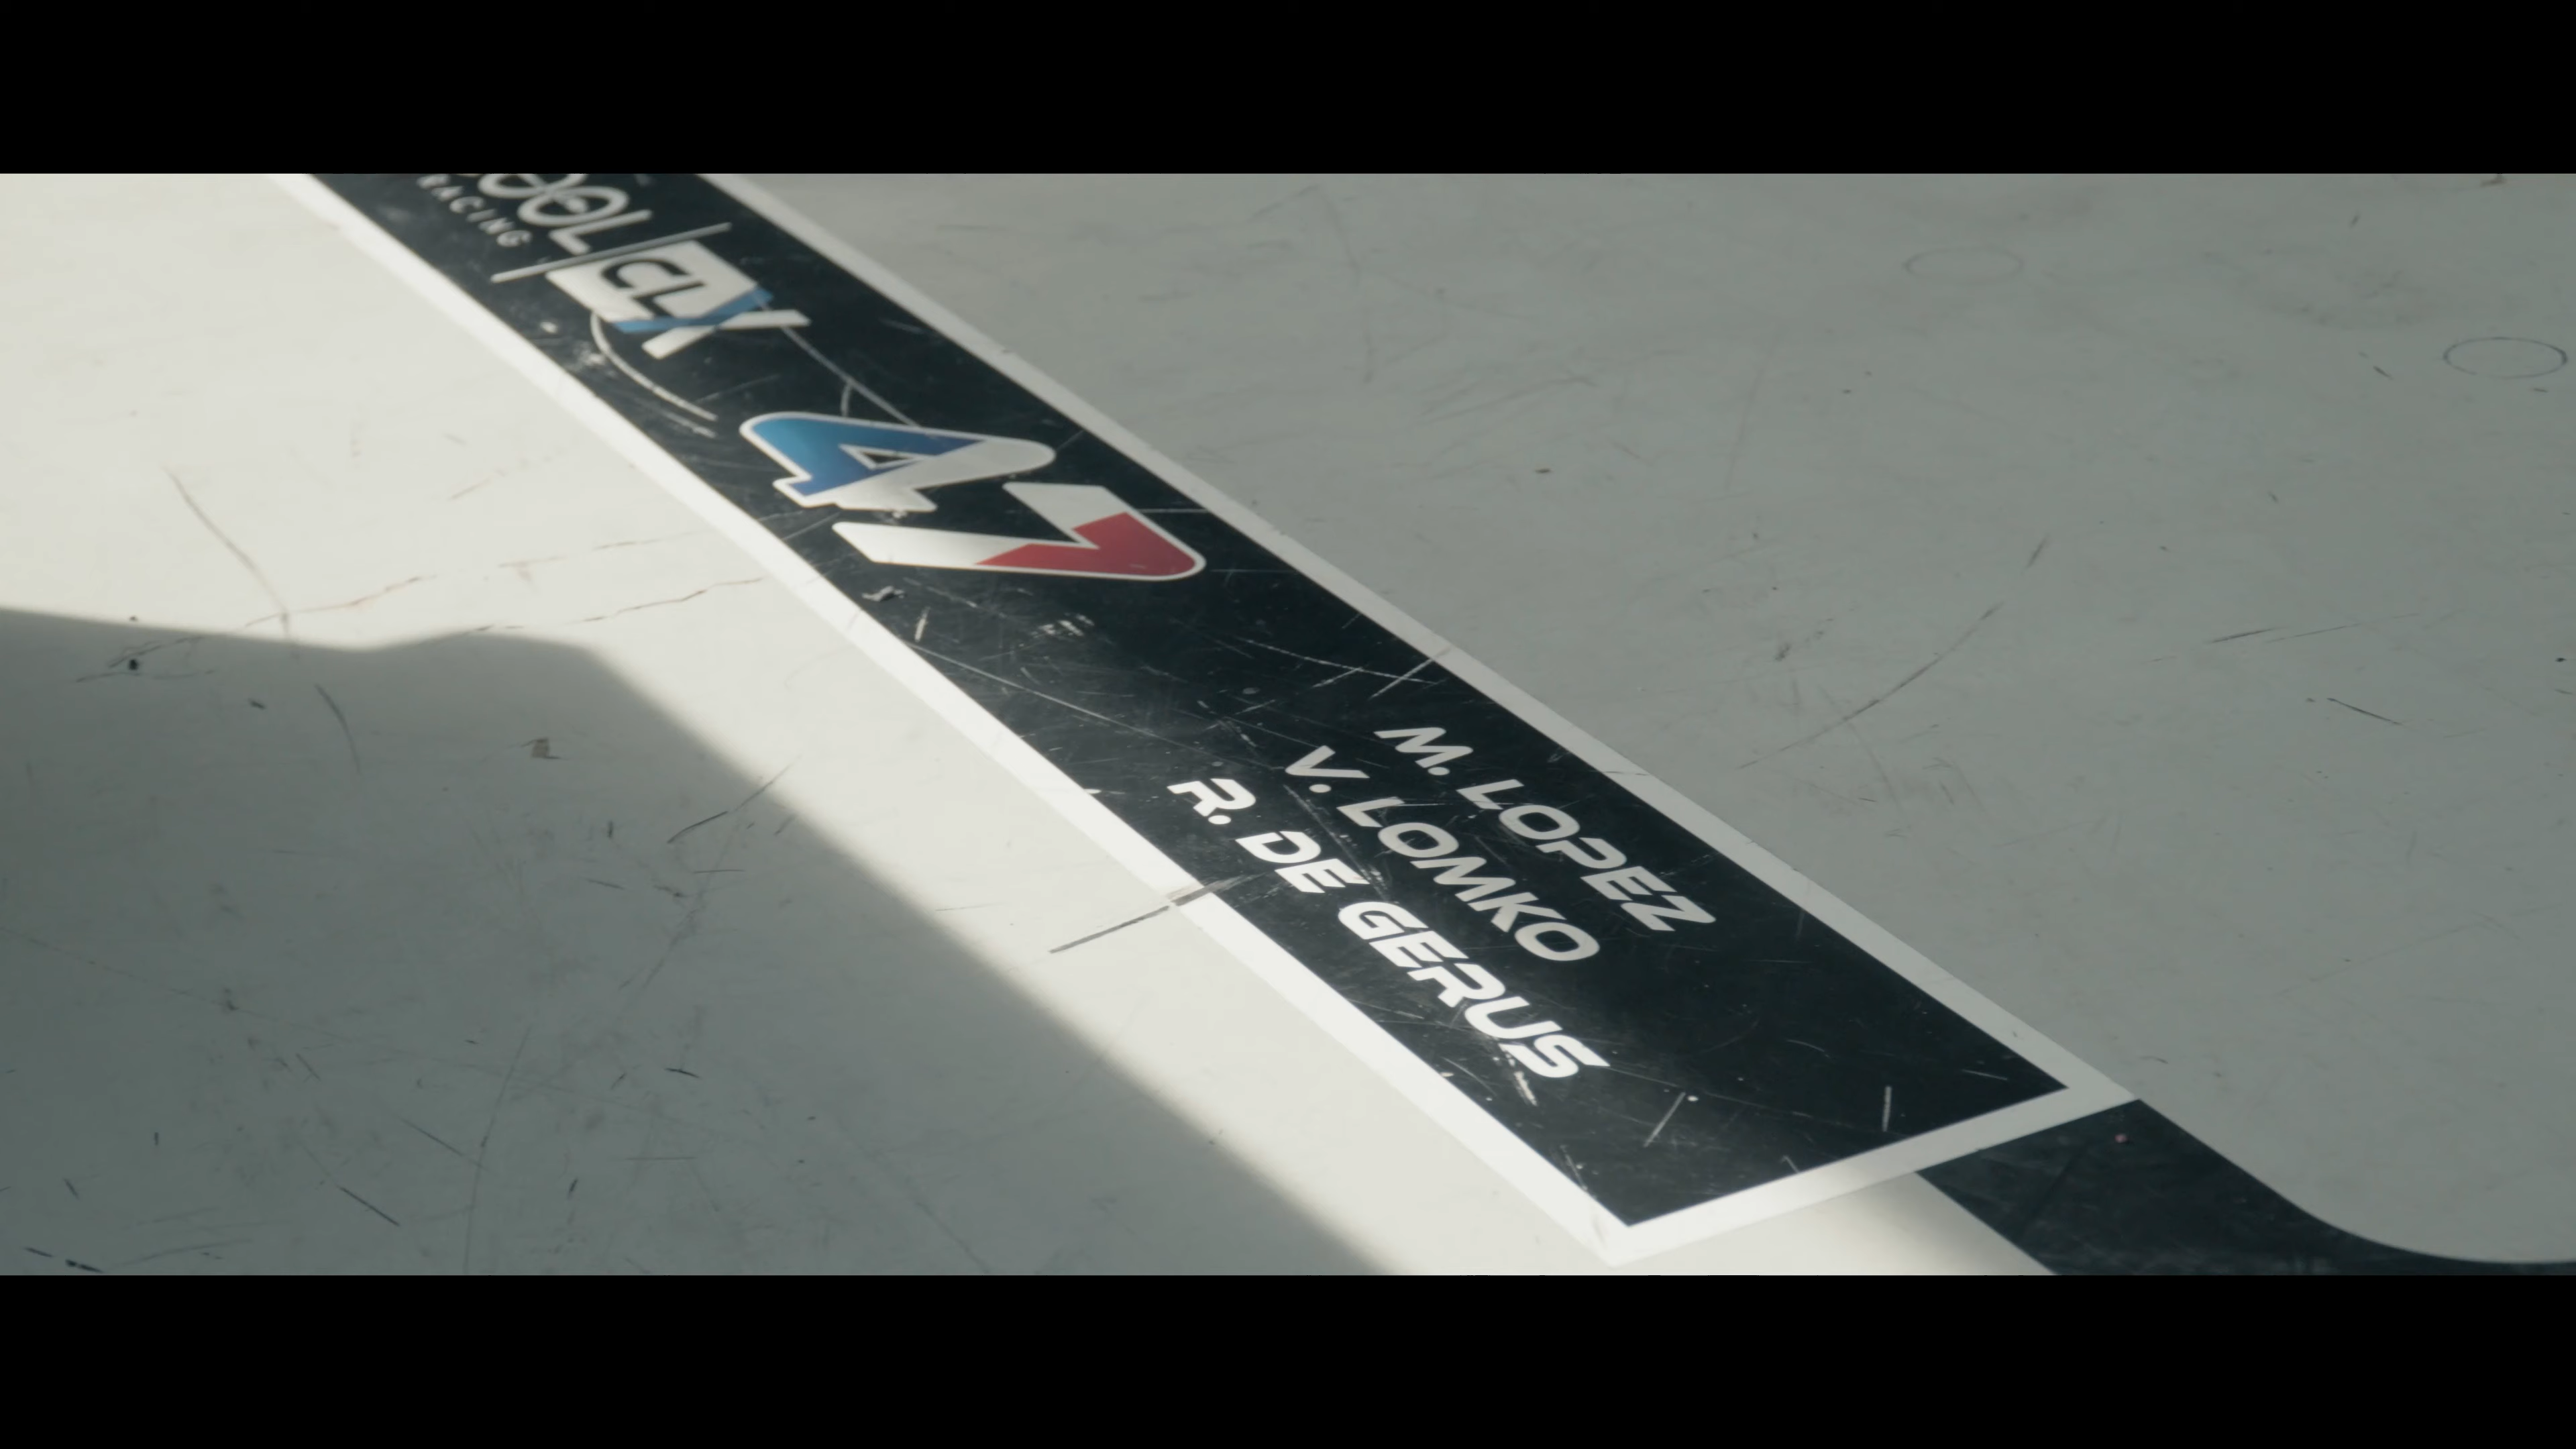 RACING
CLX
47
M. LOPEZ
V. LOMKO
R. DE GERUS